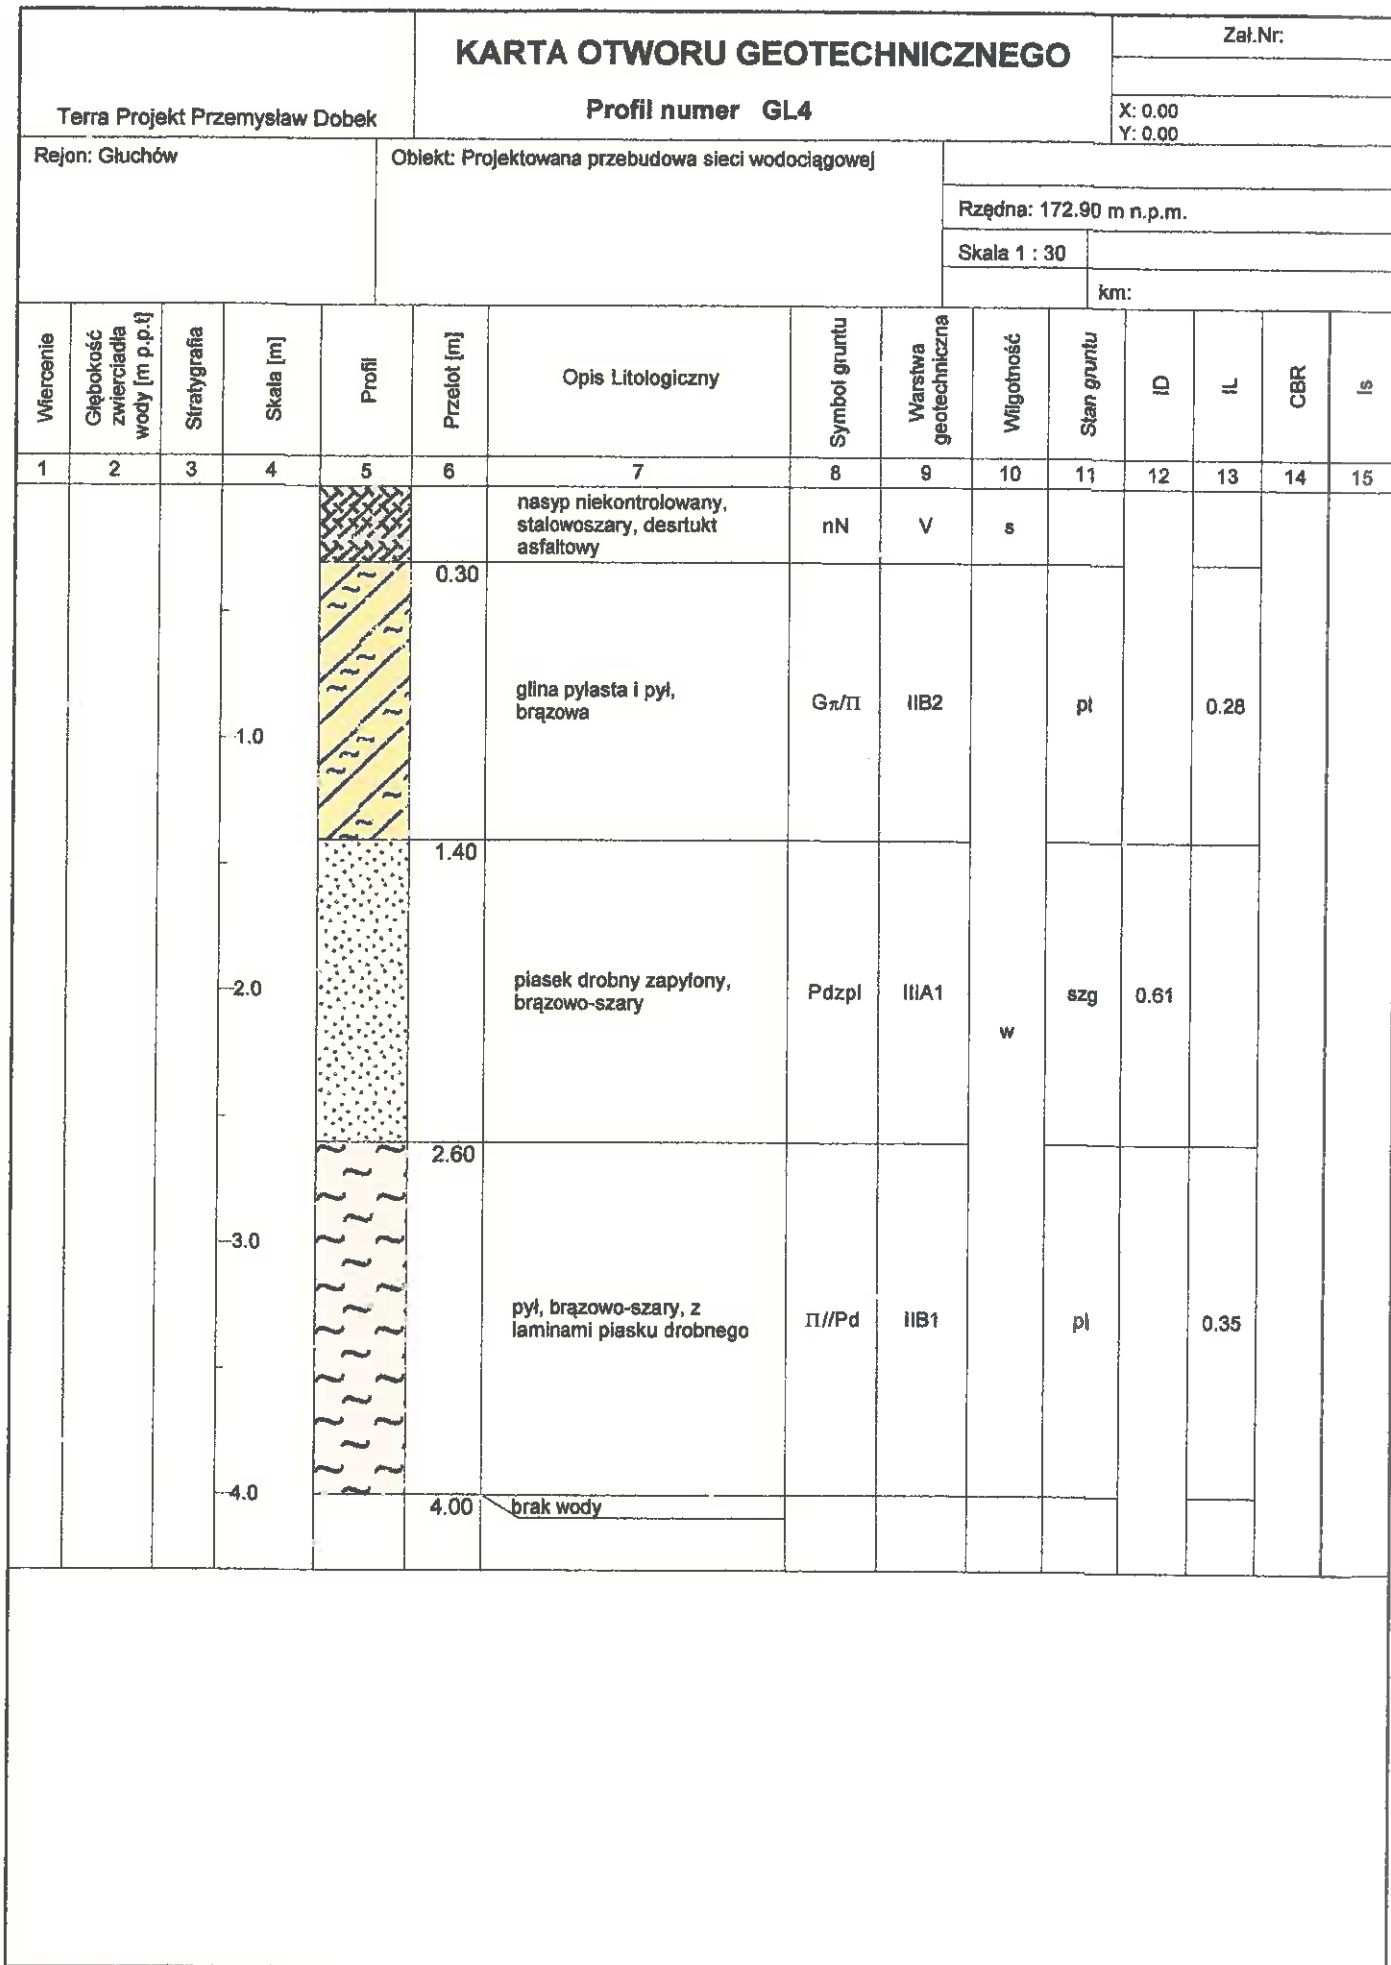 Terra Projekt Przemysław Dobek
KARTA OTWORU GEOTECHNICZNEGO
Profil numer GL4
Zał.Nr:
X: 0.00
Y: 0.00
Rejon: Głuchów
Obiekt: Projektowana przebudowa sieci wodociągowej
Rzędna: 172.90 m n.p.m.
Skala 1 : 30
km:
Wiercenie
Głębokość
zwierciadła
wody [m p.p.t]
Stratygrafia
Skala [m]
Profil
Przelot [m]
Opis Litologiczny
Symbol gruntu
Warstwa
geotechniczna
Wilgotność
Stan gruntu
ID
IL
CBR
Is
1 2 3 4 5 6 7 8 9 10 11 12 13 14 15
nasyp niekontrolowany,
stalowoszary, desrtukt
asfaltowy
nN V s
0.30
glina pylasta i pył,
brązowa
Gπ/Π IIB2 pl 0.28
1.0
1.40
piasek drobny zapylony,
brązowo-szary
Pdzpl IIIA1 szg 0.61
2.0
w
2.60
3.0
pył, brązowo-szary, z
laminami piasku drobnego
Π//Pd IIB1 pl 0.35
4.0
4.00 brak wody